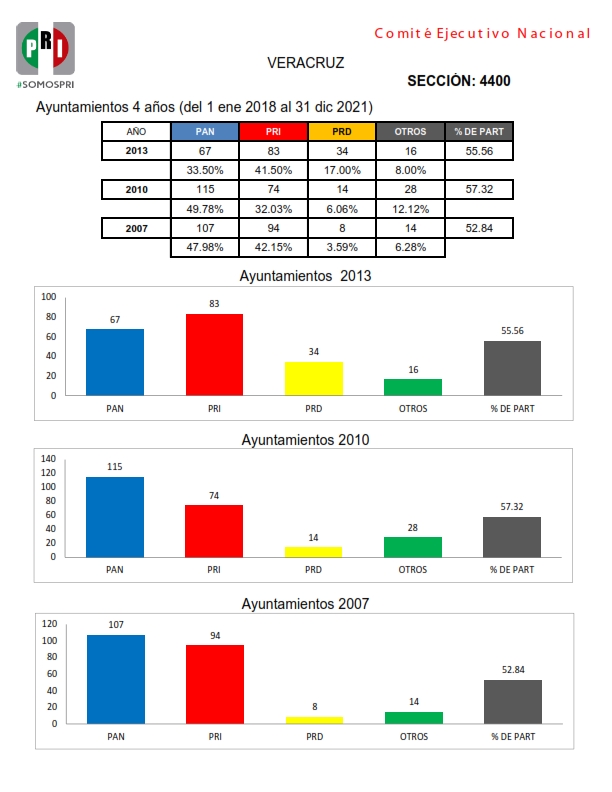 Comité Ejecutivo Nacional
PRI
#SOMOSPRI
VERACRUZ
SECCIÓN: 4400
Ayuntamientos 4 años (del 1 ene 2018 al 31 dic 2021)
AÑO PAN PRI PRD OTROS % DE PART
2013 67 83 34 16 55.56
33.50% 41.50% 17.00% 8.00%
2010 115 74 14 28 57.32
49.78% 32.03% 6.06% 12.12%
2007 107 94 8 14 52.84
47.98% 42.15% 3.59% 6.28%
Ayuntamientos 2013
100
80
60
40
20
0
67
83
34
16
55.56
PAN PRI PRD OTROS % DE PART
Ayuntamientos 2010
140
120
100
80
60
40
20
0
115
74
14
28
57.32
PAN PRI PRD OTROS % DE PART
Ayuntamientos 2007
120
100
80
60
40
20
0
107
94
8
14
52.84
PAN PRI PRD OTROS % DE PART